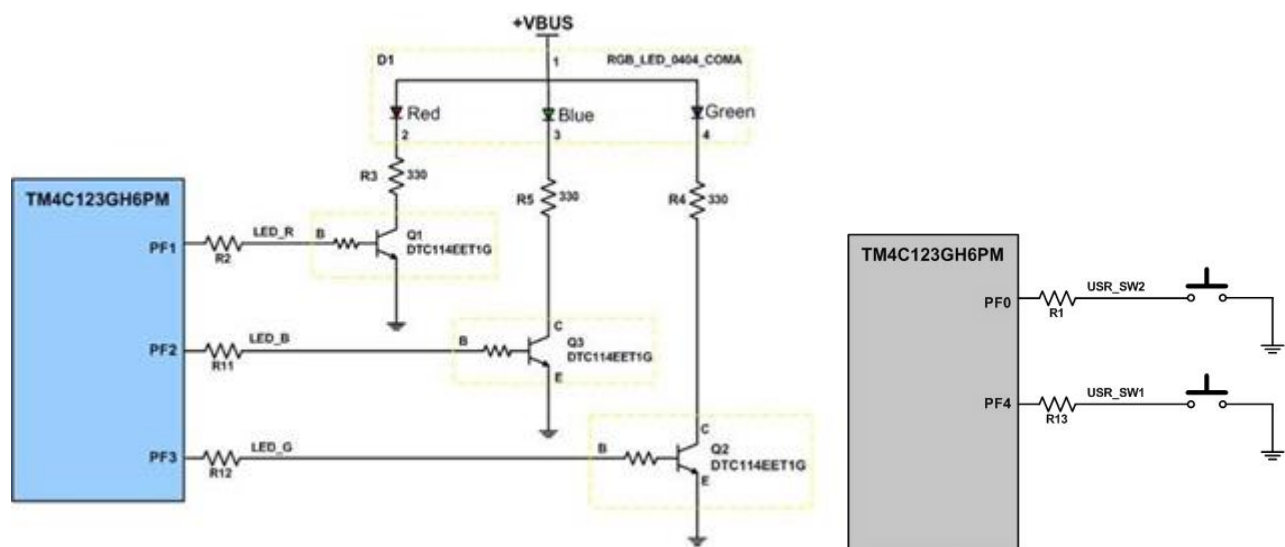 +VBUS
D1
1
RGB_LED_0404_COMA
Red
Blue
Green
2
3
4
R3
330
R5
330
R4
330
TM4C123GH6PM
PF1
R2
LED_R
B
Q1
DTC114EET1G
PF2
R11
LED_B
B
C
Q3
DTC114EET1G
E
PF3
R12
LED_G
B
C
Q2
DTC114EET1G
E
TM4C123GH6PM
PF0
R1
USR_SW2
PF4
R13
USR_SW1